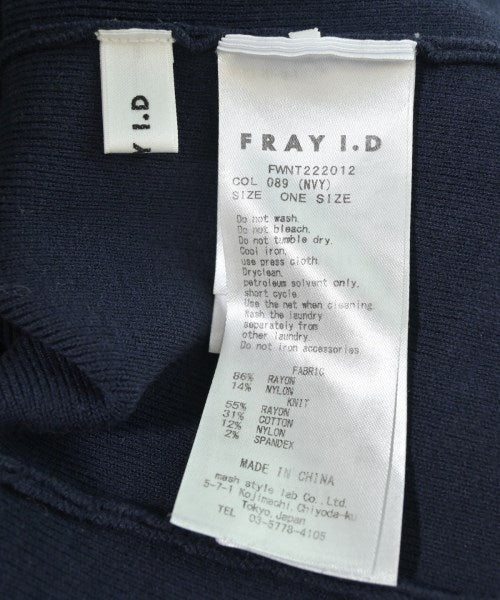 Y I.D
FRAY I.D
FWNT222012
COL 089 (NVY)
SIZE ONE SIZE
Do not wash.
Do not bleach.
Do not tumble dry.
Cool iron.
use press cloth.
Dryclean.
petroleum solvent only,
short cycle.
Use the net when cleaning
Wash the laundry
separately from
other laundry.
Do not iron accessories
FABRIC
86% RAYON
14% NYLON
KNIT
55% RAYON
31% COTTON
12% NYLON
2% SPANDEX
MADE IN CHINA
mash style lab Co., Ltd.
5-7-1 Kojimachi, Chiyoda-ku
Tokyo, Japan
TEL 03-5778-4105